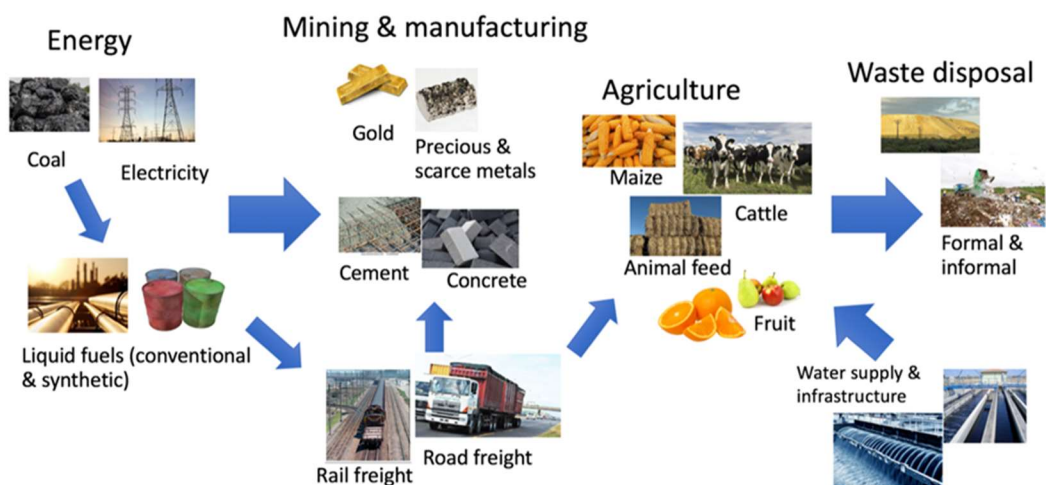 Energy
Coal
Electricity
Liquid fuels (conventional
& synthetic)
Mining & manufacturing
Gold
Precious &
scarce metals
Cement
Concrete
Rail freight
Road freight
Agriculture
Maize
Cattle
Animal feed
Fruit
Waste disposal
Formal &
informal
Water supply &
infrastructure